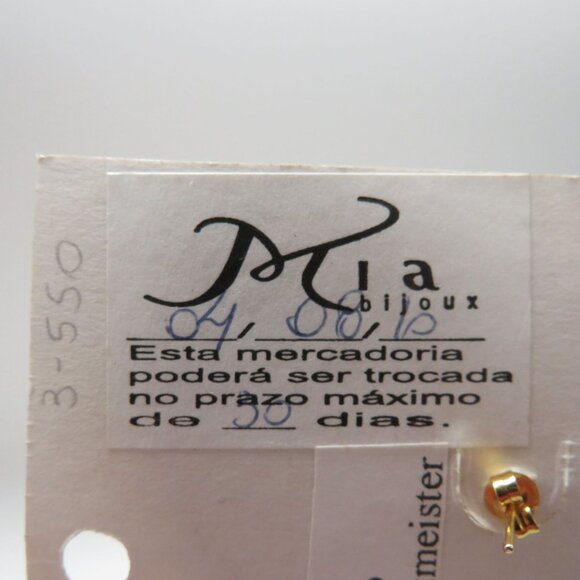 3-550
Mia
bijoux
04, 08, 10
Esta mercadoria
poderá ser trocada
no prazo máximo
de 30 dias.
meister